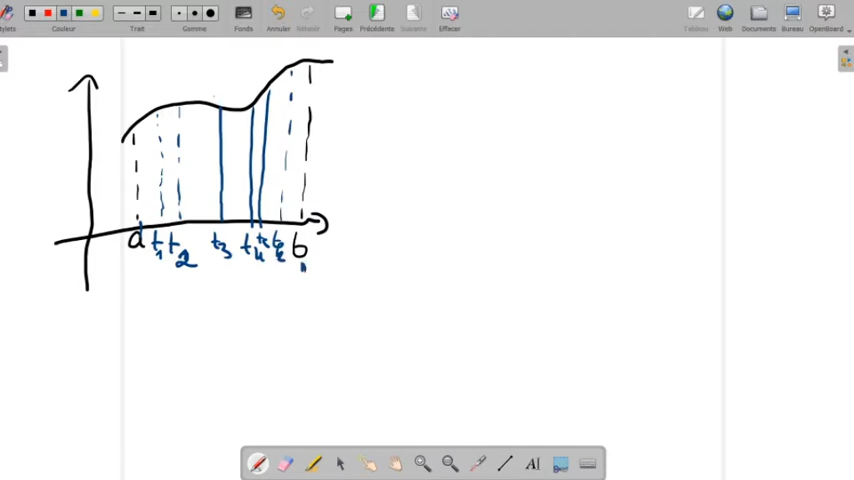 Stylets Couleur Trait Gomme Fonds Annuler Refaire Pages Précédente Suivante Effacer Tableau Web Documents Bureau OpenBoard
a t1 t2 t3 t4 t5 b